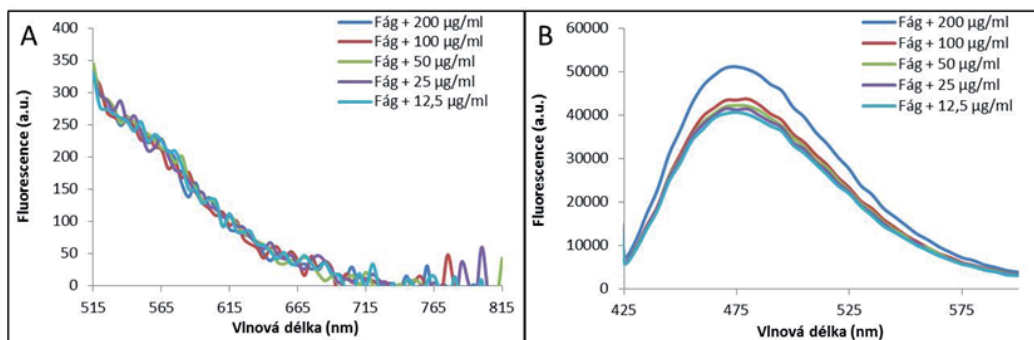 A
Fluorescence (a.u.)
400
350
300
250
200
150
100
50
0
515 565 615 665 715 765 815
Vlnová délka (nm)
Fág + 200 µg/ml
Fág + 100 µg/ml
Fág + 50 µg/ml
Fág + 25 µg/ml
Fág + 12,5 µg/ml
B
Fluorescence (a.u.)
60000
50000
40000
30000
20000
10000
0
425 475 525 575
Vlnová délka (nm)
Fág + 200 µg/ml
Fág + 100 µg/ml
Fág + 50 µg/ml
Fág + 25 µg/ml
Fág + 12,5 µg/ml